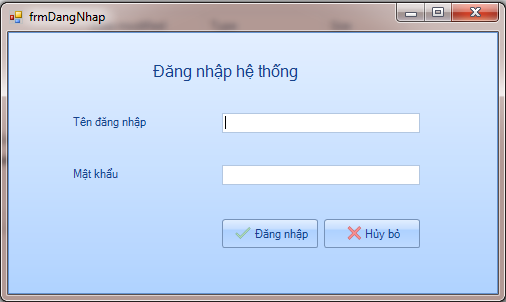 frmDangNhap
Đăng nhập hệ thống
Tên đăng nhập
Mật khẩu
Đăng nhập
Hủy bỏ